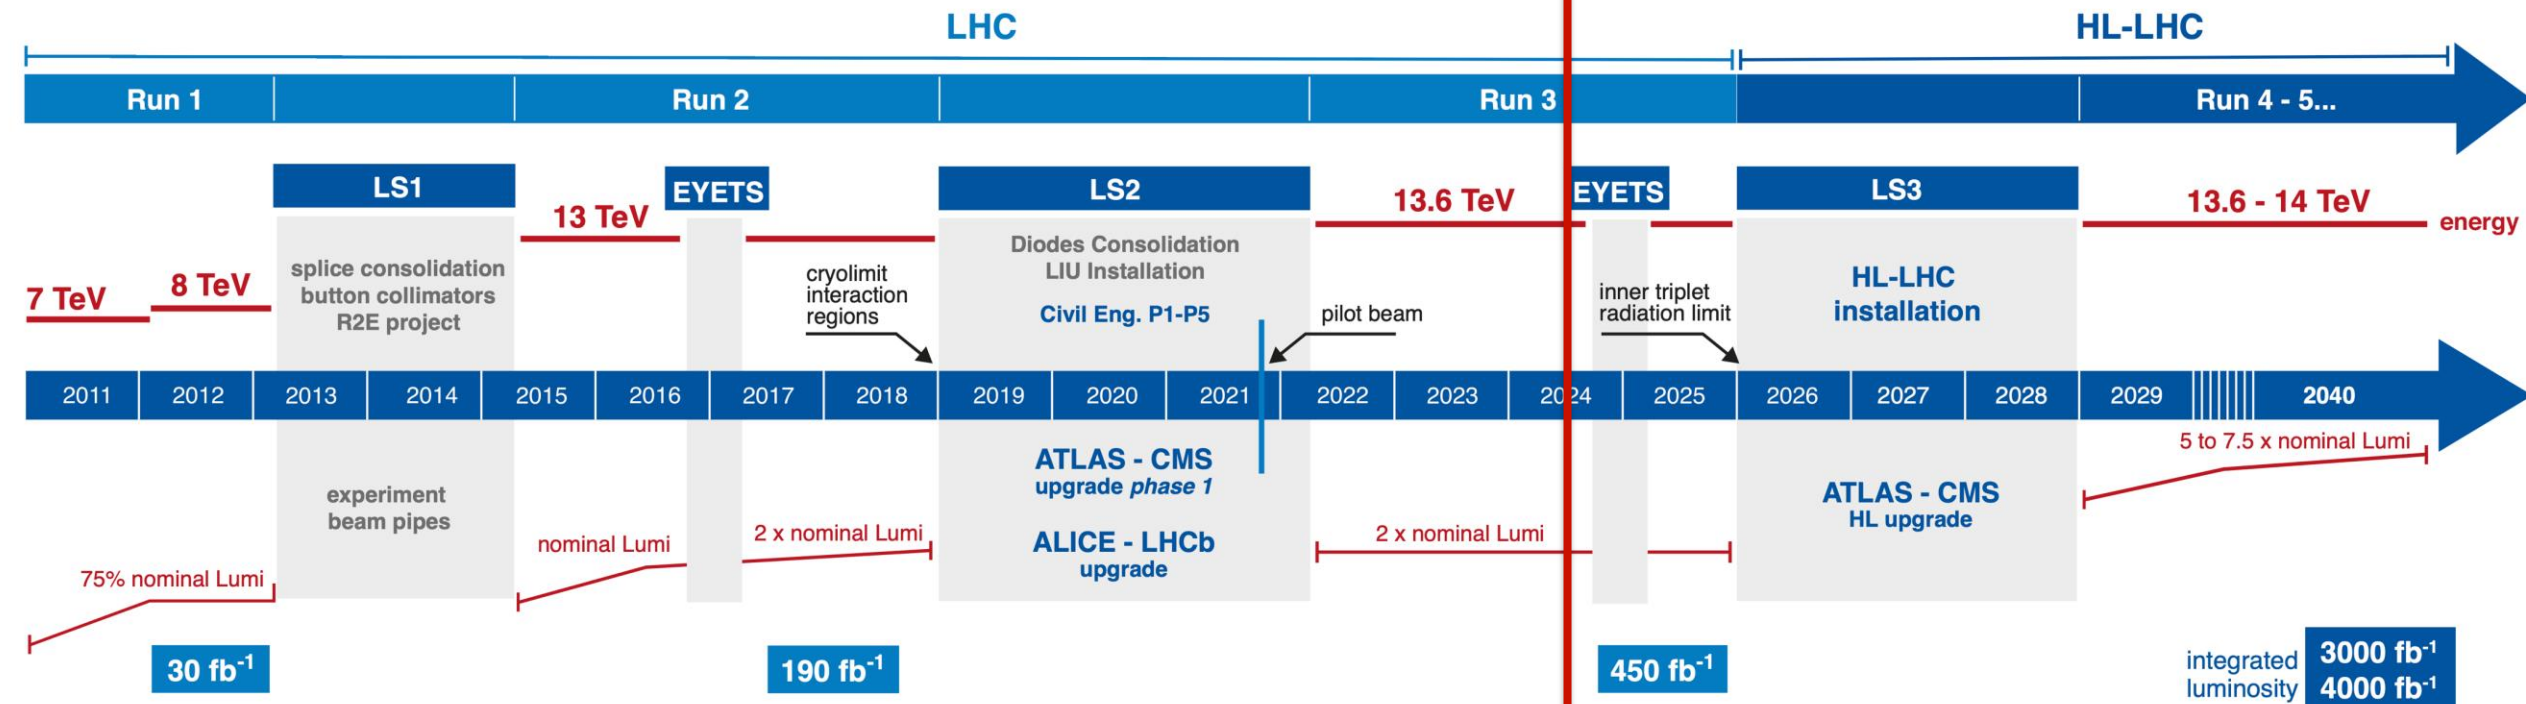 LHC
HL-LHC
Run 1
Run 2
Run 3
Run 4 - 5...
LS1
EYETS
LS2
EYETS
LS3
13 TeV
13.6 TeV
13.6 - 14 TeV
energy
7 TeV
8 TeV
splice consolidation
button collimators
R2E project
cryolimit
interaction
regions
Diodes Consolidation
LIU Installation
Civil Eng. P1-P5
pilot beam
inner triplet
radiation limit
HL-LHC
installation
2011 2012 2013 2014 2015 2016 2017 2018 2019 2020 2021 2022 2023 2024 2025 2026 2027 2028 2029 2040
experiment
beam pipes
ATLAS - CMS
upgrade phase 1
ALICE - LHCb
upgrade
ATLAS - CMS
HL upgrade
5 to 7.5 x nominal Lumi
75% nominal Lumi
nominal Lumi
2 x nominal Lumi
2 x nominal Lumi
30 fb⁻¹
190 fb⁻¹
450 fb⁻¹
integrated
luminosity
3000 fb⁻¹
4000 fb⁻¹